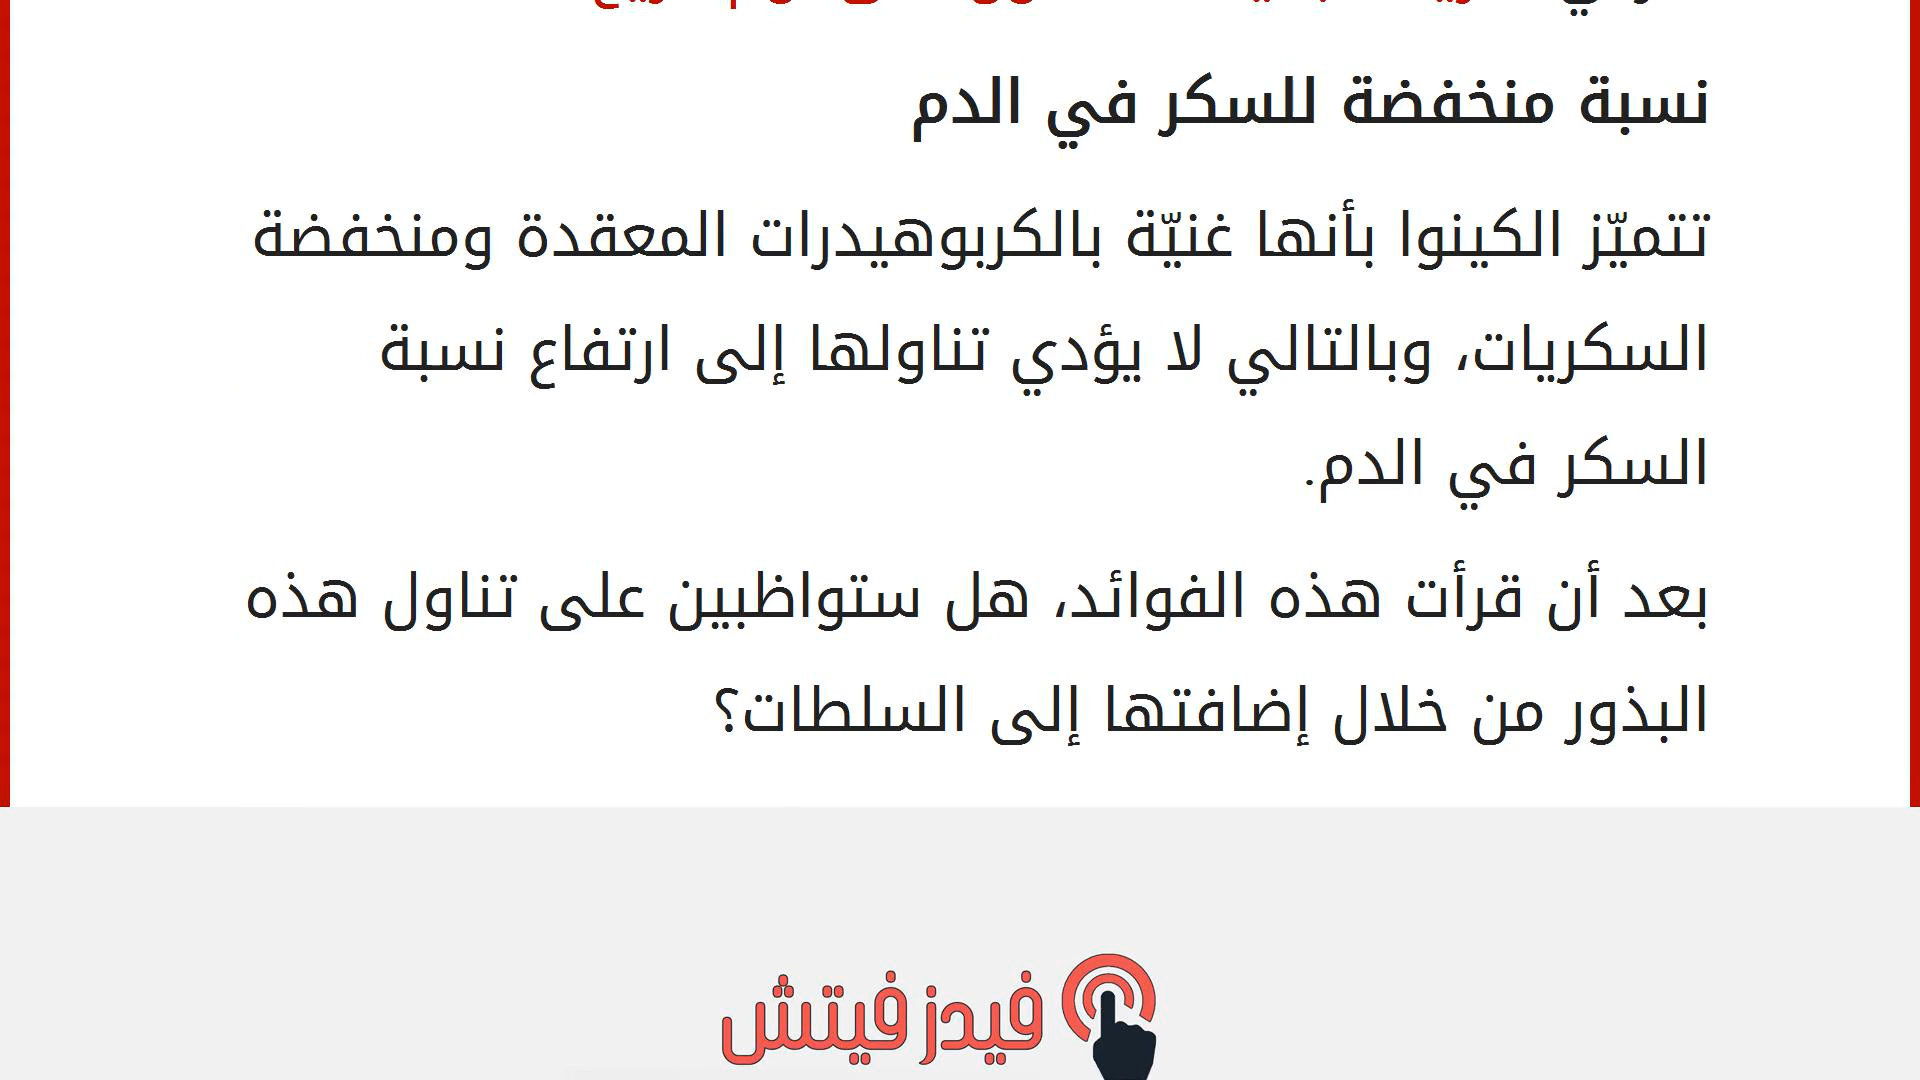 نسبة منخفضة للسكر في الدم
تتميّز الكينوا بأنها غنيّة بالكربوهيدرات المعقدة ومنخفضة
السكريات، وبالتالي لا يؤدي تناولها إلى ارتفاع نسبة
السكر في الدم.
بعد أن قرأت هذه الفوائد، هل ستواظبين على تناول هذه
البذور من خلال إضافتها إلى السلطات؟
فيدز فيتش